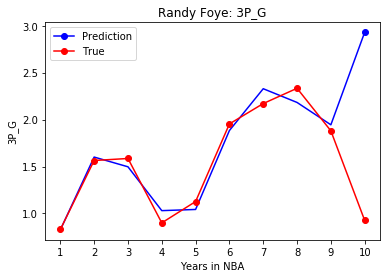 Randy Foye: 3P_G
Prediction
True
3.0
2.5
2.0
1.5
1.0
3P_G
1 2 3 4 5 6 7 8 9 10
Years in NBA